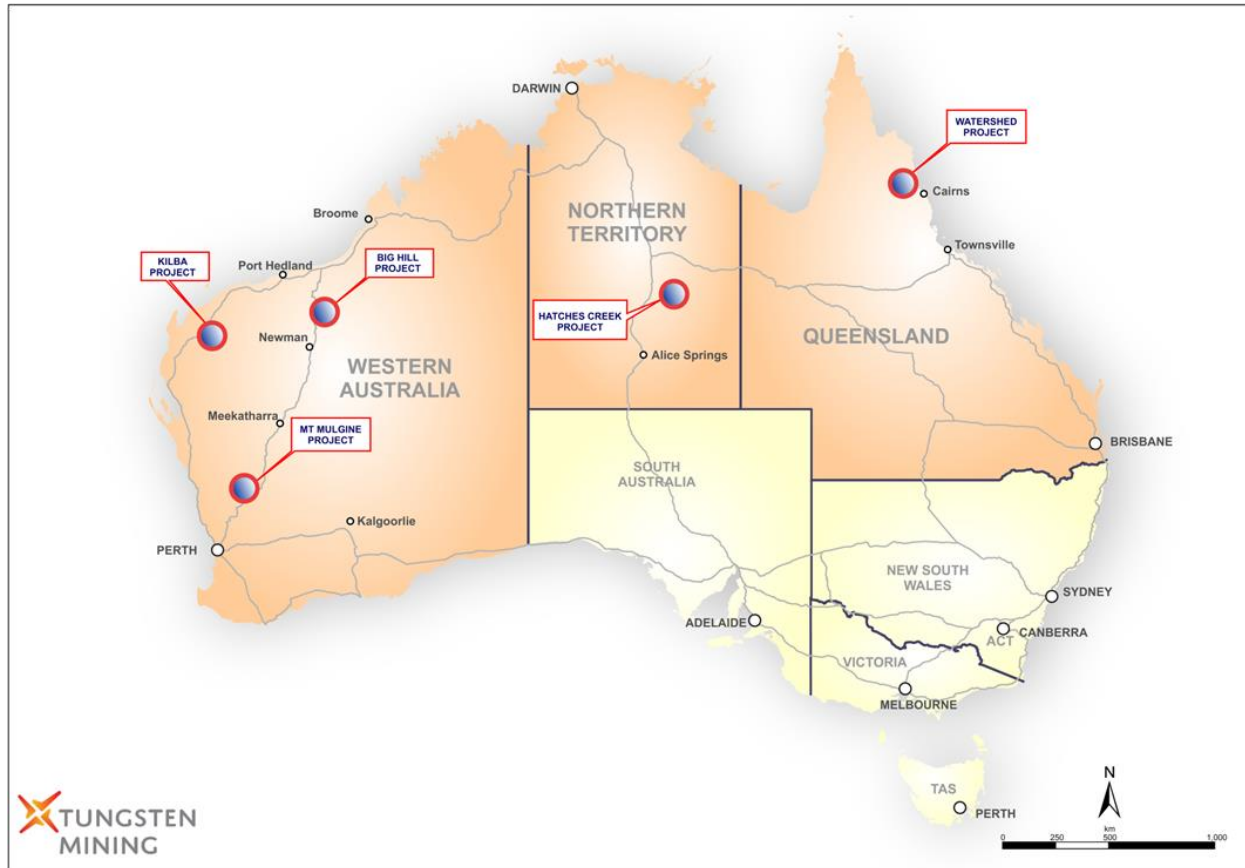 DARWIN
WATERSHED
PROJECT
Cairns
Broome
NORTHERN
TERRITORY
Townsville
KILBA
PROJECT
Port Hedland
BIG HILL
PROJECT
HATCHES CREEK
PROJECT
Newman
Alice Springs
QUEENSLAND
WESTERN
AUSTRALIA
Meekatharra
MT MULGINE
PROJECT
BRISBANE
SOUTH
AUSTRALIA
Kalgoorlie
PERTH
NEW SOUTH
WALES
SYDNEY
ADELAIDE
ACT
CANBERRA
VICTORIA
MELBOURNE
TAS
PERTH
N
km
0 250 500 1.000
TUNGSTEN
MINING